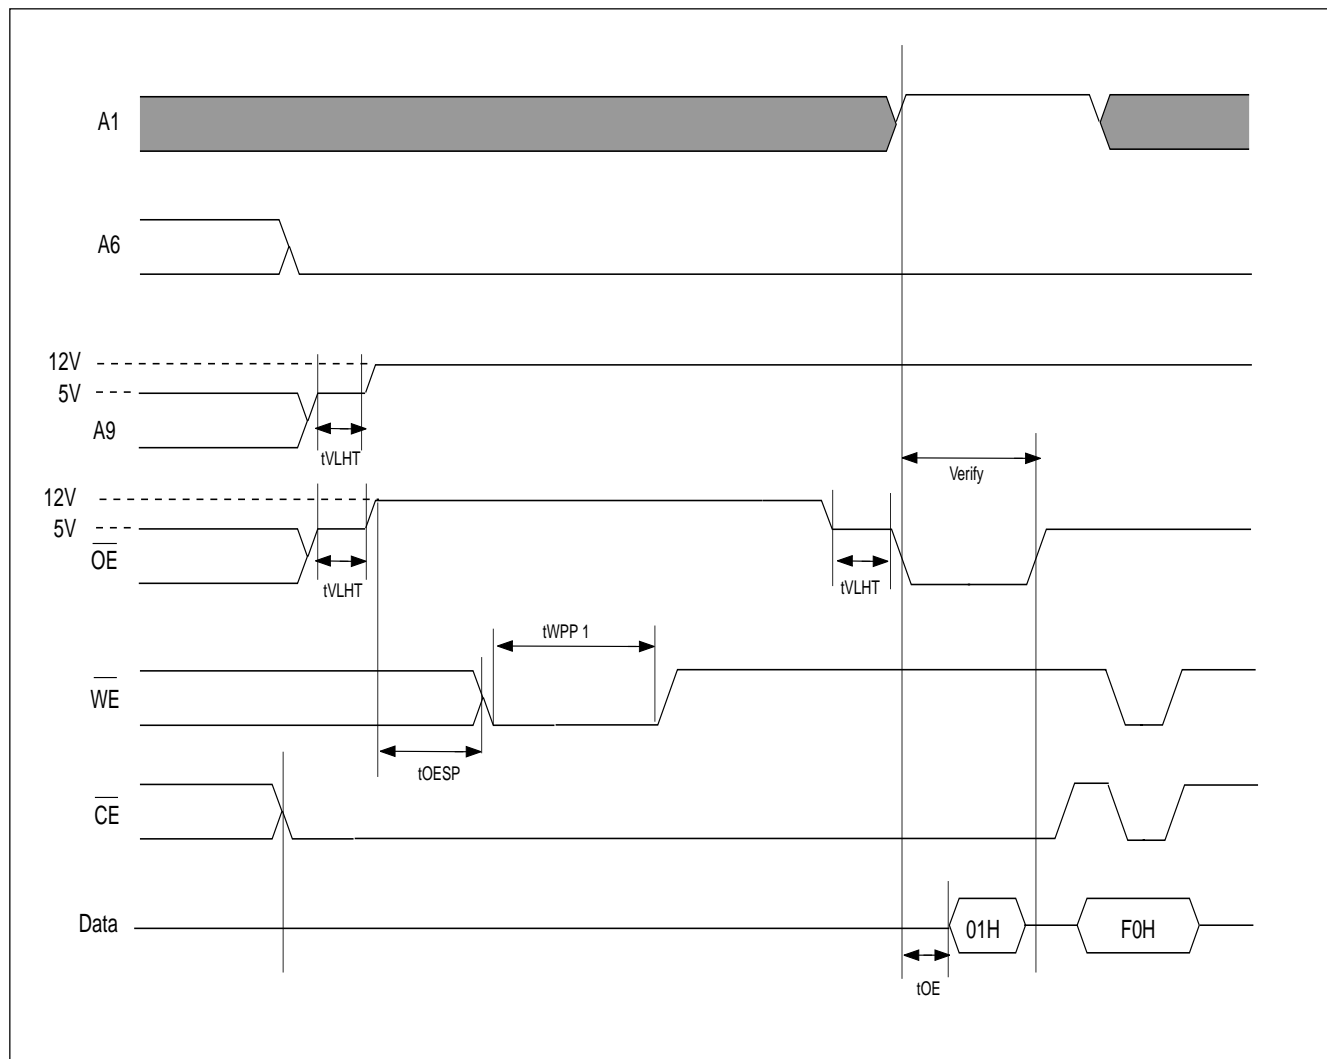 A1
A6
12V
5V
A9
tVLHT
Verify
12V
5V
OE
tVLHT
tVLHT
tWPP 1
WE
tOESP
CE
Data
01H
F0H
tOE